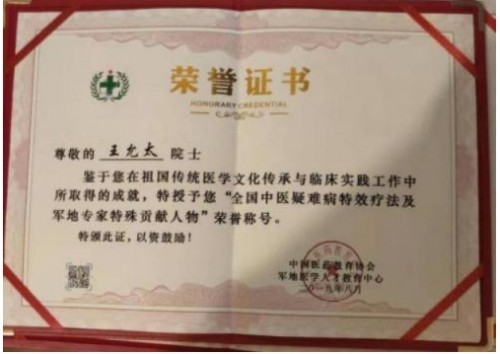 荣誉证书
HONORARY CREDENTIAL
尊敬的 王允太 院士
鉴于您在祖国传统医学文化传承与临床实践工作中
所取得的成就，特授予您“全国中医疑难病特效疗法及
军地专家特殊贡献人物”荣誉称号。
特颁此证，以资鼓励！
中国医药教育协会
军地医学人才教育中心
二〇一九年八月